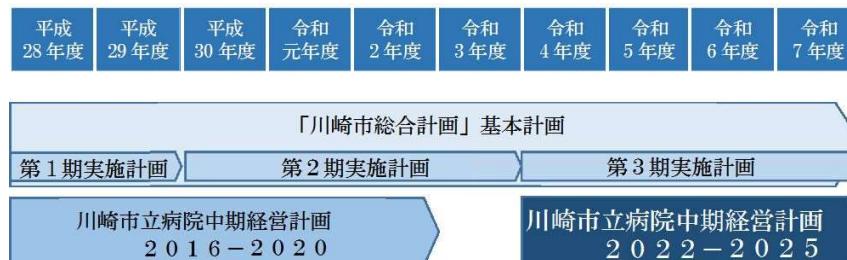 平成 平成 平成 令和 令和 令和 令和 令和 令和 令和
28年度 29年度 30年度 元年度 2年度 3年度 4年度 5年度 6年度 7年度
「川崎市総合計画」基本計画
第1期実施計画 第2期実施計画 第3期実施計画
川崎市立病院中期経営計画 川崎市立病院中期経営計画
2016−2020 2022−2025